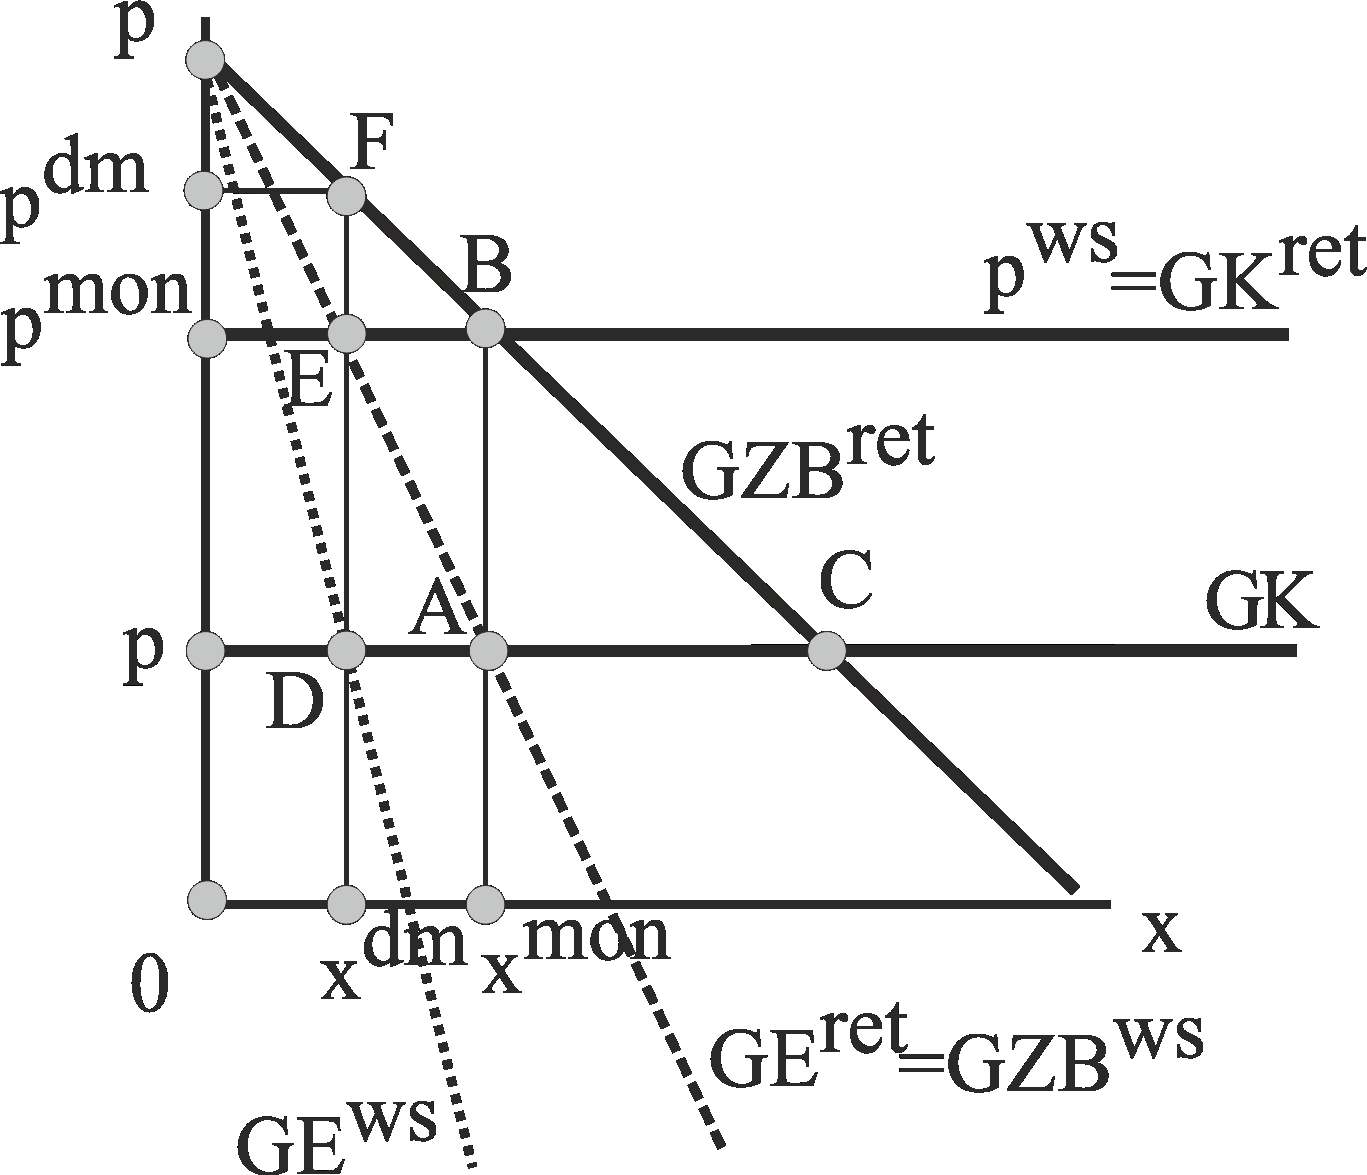 p
F
p^dm
B
p^ws=GK^ret
p^mon
E
GZB^ret
C
A
GK
p
D
x^dm
x^mon
x
0
GE^ret=GZB^ws
GE^ws